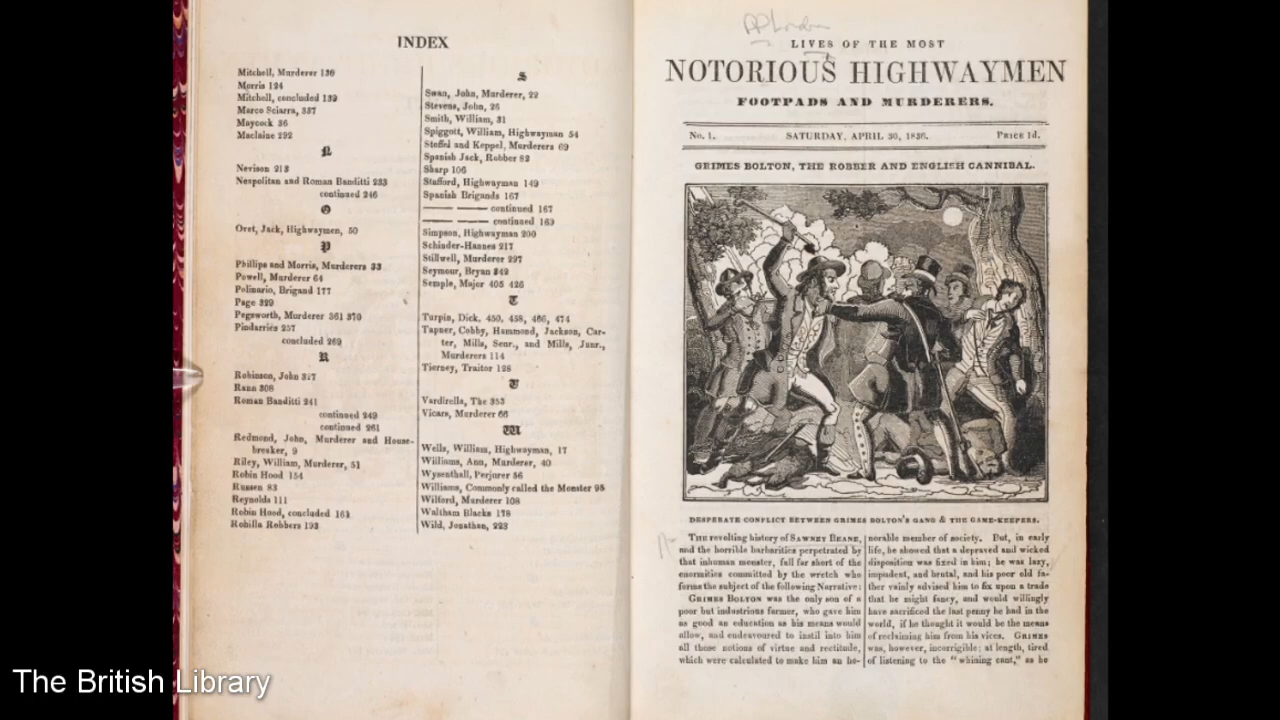 INDEX
Mitchell, Murderer 130
Morris 124
Mitchell, concluded 139
Marco Sciarra, 337
Maycock 36
Maclaine 292
N
Nevison 213
Neapolitan and Roman Banditti 233
continued 246
O
Ovet, Jack, Highwaymen, 50
P
Phillips and Morris, Murderers 33
Powell, Murderer 64
Polinario, Brigand 177
Page 329
Pegsworth, Murderer 361 370
Pindarries 257
concluded 269
R
Robinson, John 317
Rann 308
Roman Banditti 241
continued 249
continued 261
Redmond, John, Murderer and House-
breaker, 9
Riley, William, Murderer, 51
Robin Hood 154
Russen 83
Reynolds 111
Robin Hood, concluded 161
Rohilla Robbers 193
S
Swan, John, Murderer, 22
Stevens, John, 26
Smith, William, 31
Spiggott, William, Highwayman 54
Steffel and Keppel, Murderers 69
Spanish Jack, Robber 82
Sharp 106
Stafford, Highwayman 149
Spanish Brigands 167
—— —— continued 167
—— —— continued 169
Simpson, Highwayman 200
Schinder-Hannes 217
Stillwell, Murderer 297
Seymour, Bryan 342
Semple, Major 405 426
T
Turpin, Dick. 450, 458, 466, 474
Tapner, Cobby, Hammond, Jackson, Car-
ter, Mills, Senr., and Mills, Junr.,
Murderers 114
Tierney, Traitor 128
Vardirells, The 353
Vicars, Murderer 66
W
Wells, William, Highwayman, 17
Williams, Ann, Murderer, 40
Wysenthall, Perjurer 56
Williams, Commonly called the Monster 95
Wilford, Murderer 108
Waltham Blacks 178
Wild, Jonathan, 223
LIVES OF THE MOST
NOTORIOUS HIGHWAYMEN
FOOTPADS AND MURDERERS.
No. 1. SATURDAY, APRIL 30, 1836. PRICE 1d.
GRIMES BOLTON, THE ROBBER AND ENGLISH CANNIBAL.
DESPERATE CONFLICT BETWEEN GRIMES BOLTON'S GANG & THE GAME-KEEPERS.
THE revolting history of SAWNEY BEANE,
and the horrible barbarities perpetrated by
that inhuman monster, fall far short of the
enormities committed by the wretch who
forms the subject of the following Narrative:
GRIMES BOLTON was the only son of a
poor but industrious farmer, who gave him
as good an education as his means would
allow, and endeavoured to instil into him
all those notions of virtue and rectitude,
which were calculated to make him an ho-
norable member of society. But, in early
life, he showed that a depraved and wicked
disposition was fixed in him; he was lazy,
impudent, and brutal, and his poor old fa-
ther vainly advised him to fix upon a trade
that he might fancy, and would willingly
have sacrificed the last penny he had in the
world, if he thought it would be the means
of reclaiming him from his vices. GRIMES
was, however, incorrigible; at length, tired
of listening to the "whining cant," as he
The British Library